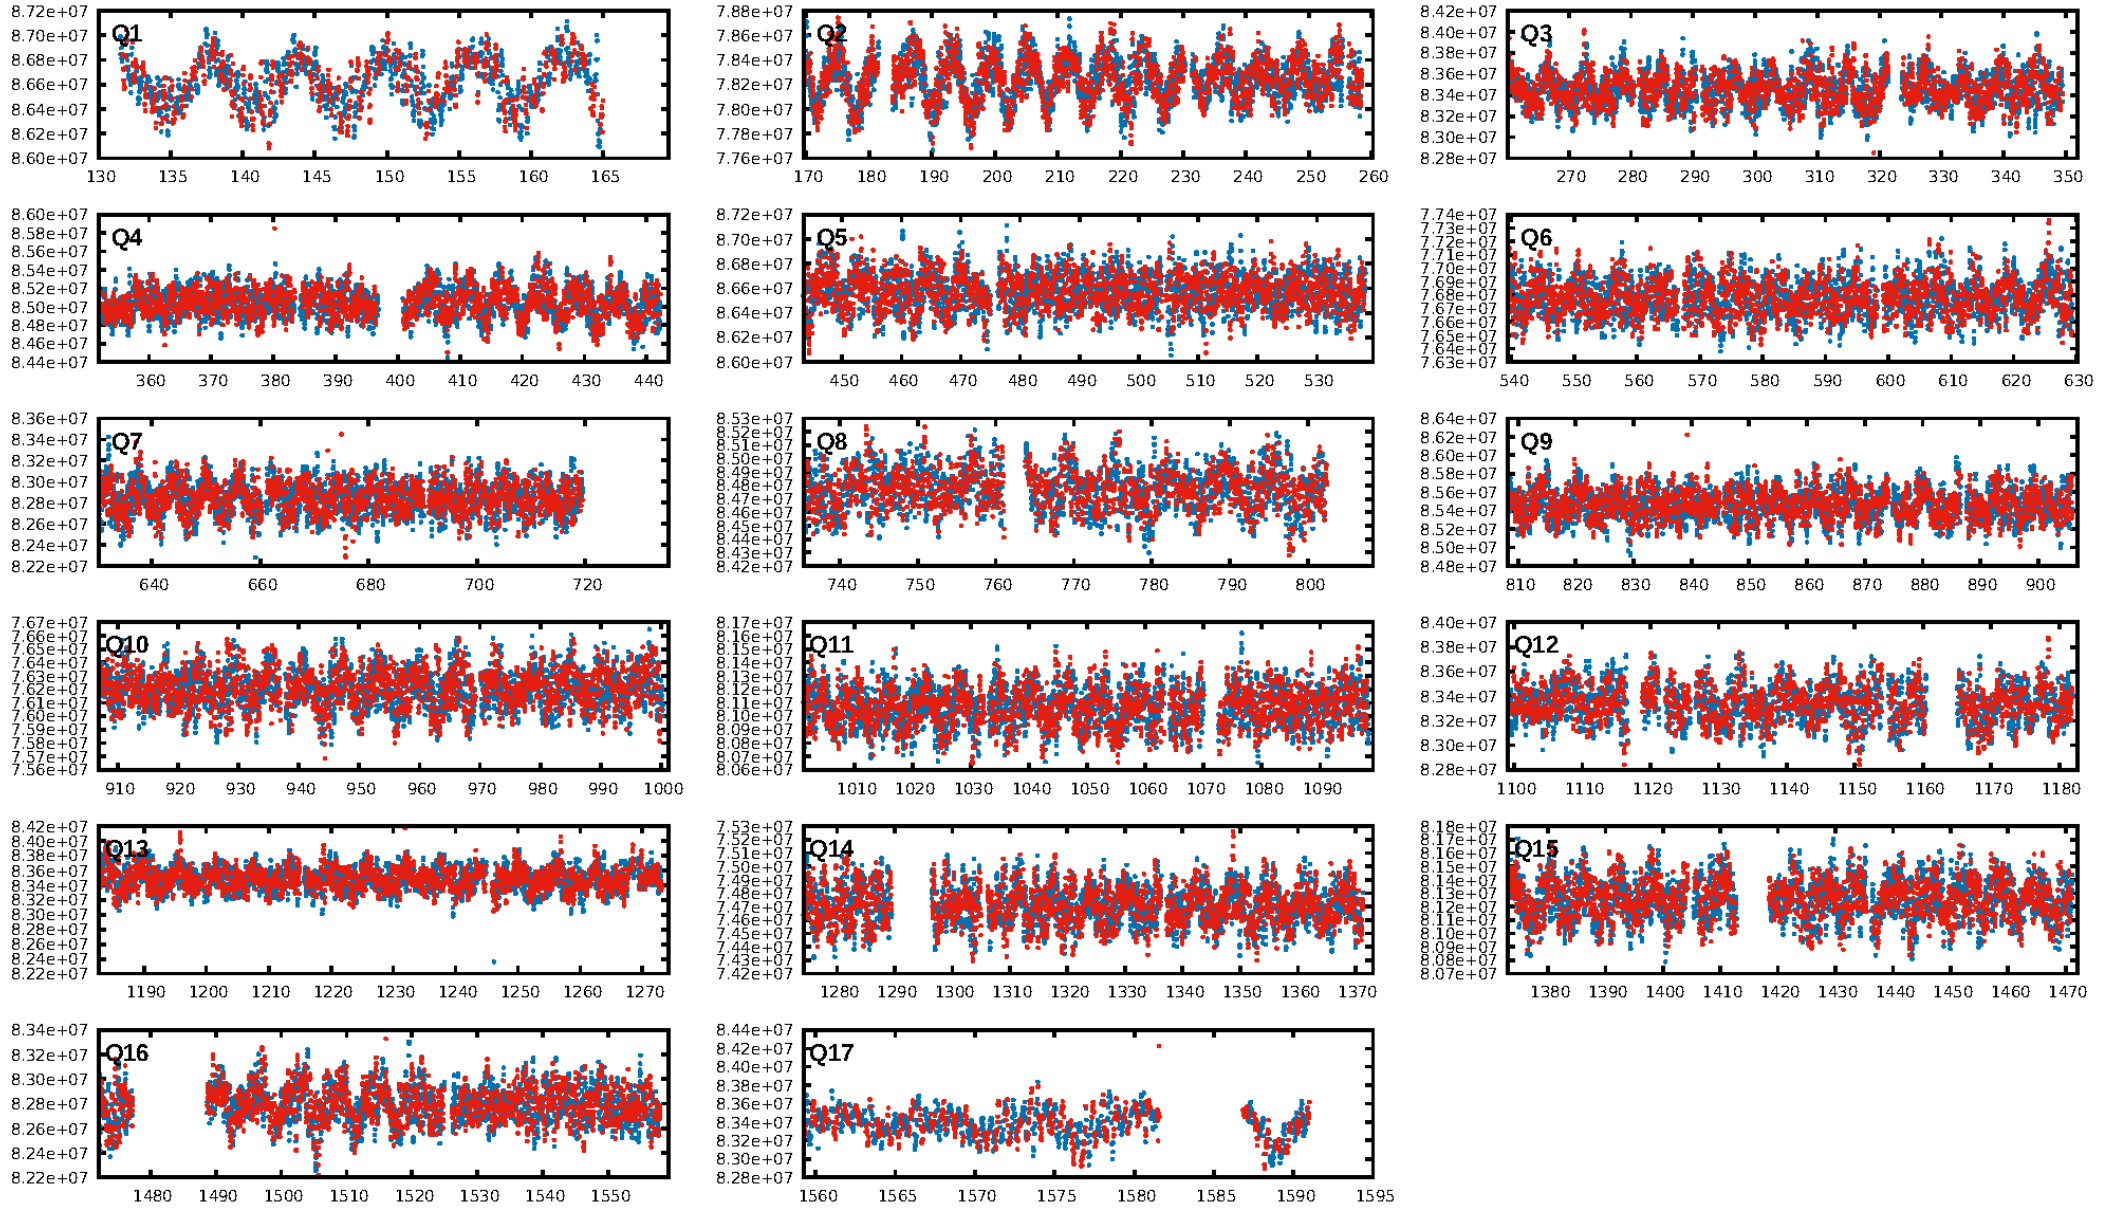 8.72e+07
Q1
8.70e+07
8.68e+07
8.66e+07
8.64e+07
8.62e+07
8.60e+07
130 135 140 145 150 155 160 165
7.88e+07
Q2
7.86e+07
7.84e+07
7.82e+07
7.80e+07
7.78e+07
7.76e+07
170 180 190 200 210 220 230 240 250 260
8.42e+07
Q3
8.40e+07
8.38e+07
8.36e+07
8.34e+07
8.32e+07
8.30e+07
8.28e+07
270 280 290 300 310 320 330 340 350
8.60e+07
Q4
8.58e+07
8.56e+07
8.54e+07
8.52e+07
8.50e+07
8.48e+07
8.46e+07
8.44e+07
360 370 380 390 400 410 420 430 440
8.72e+07
Q5
8.70e+07
8.68e+07
8.66e+07
8.64e+07
8.62e+07
8.60e+07
450 460 470 480 490 500 510 520 530
7.74e+07
Q6
7.73e+07
7.72e+07
7.71e+07
7.70e+07
7.69e+07
7.68e+07
7.67e+07
7.66e+07
7.65e+07
7.64e+07
7.63e+07
540 550 560 570 580 590 600 610 620 630
8.36e+07
Q7
8.34e+07
8.32e+07
8.30e+07
8.28e+07
8.26e+07
8.24e+07
8.22e+07
640 660 680 700 720
8.53e+07
Q8
8.52e+07
8.51e+07
8.50e+07
8.49e+07
8.48e+07
8.47e+07
8.46e+07
8.45e+07
8.44e+07
8.43e+07
8.42e+07
740 750 760 770 780 790 800
8.64e+07
Q9
8.62e+07
8.60e+07
8.58e+07
8.56e+07
8.54e+07
8.52e+07
8.50e+07
8.48e+07
810 820 830 840 850 860 870 880 890 900
7.67e+07
Q10
7.66e+07
7.65e+07
7.64e+07
7.63e+07
7.62e+07
7.61e+07
7.60e+07
7.59e+07
7.58e+07
7.57e+07
7.56e+07
910 920 930 940 950 960 970 980 990 1000
8.17e+07
Q11
8.16e+07
8.15e+07
8.14e+07
8.13e+07
8.12e+07
8.11e+07
8.10e+07
8.09e+07
8.08e+07
8.07e+07
8.06e+07
1010 1020 1030 1040 1050 1060 1070 1080 1090
8.40e+07
Q12
8.38e+07
8.36e+07
8.34e+07
8.32e+07
8.30e+07
8.28e+07
1100 1110 1120 1130 1140 1150 1160 1170 1180
8.42e+07
Q13
8.40e+07
8.38e+07
8.36e+07
8.34e+07
8.32e+07
8.30e+07
8.28e+07
8.26e+07
8.24e+07
8.22e+07
1190 1200 1210 1220 1230 1240 1250 1260 1270
7.53e+07
Q14
7.52e+07
7.51e+07
7.50e+07
7.49e+07
7.48e+07
7.47e+07
7.46e+07
7.45e+07
7.44e+07
7.43e+07
7.42e+07
1280 1290 1300 1310 1320 1330 1340 1350 1360 1370
8.18e+07
Q15
8.17e+07
8.16e+07
8.15e+07
8.14e+07
8.13e+07
8.12e+07
8.11e+07
8.10e+07
8.09e+07
8.08e+07
8.07e+07
1380 1390 1400 1410 1420 1430 1440 1450 1460 1470
8.34e+07
Q16
8.32e+07
8.30e+07
8.28e+07
8.26e+07
8.24e+07
8.22e+07
1480 1490 1500 1510 1520 1530 1540 1550
8.44e+07
Q17
8.42e+07
8.40e+07
8.38e+07
8.36e+07
8.34e+07
8.32e+07
8.30e+07
8.28e+07
1560 1565 1570 1575 1580 1585 1590 1595